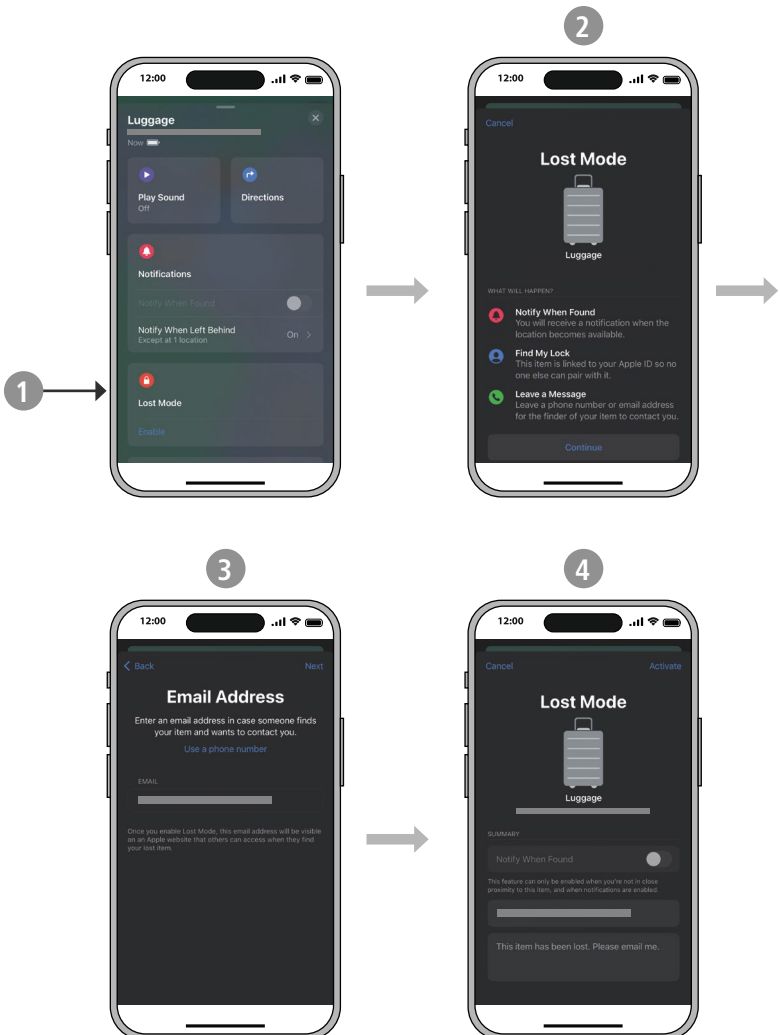 2
12:00
Luggage
Now
Play Sound
Off
Directions
Notifications
Notify When Found
Notify When Left Behind
Except at 1 location
On >
1
Lost Mode
Enable
12:00
Cancel
Lost Mode
Luggage
WHAT WILL HAPPEN?
Notify When Found
You will receive a notification when the
location becomes available.
Find My Lock
This item is linked to your Apple ID so no
one else can pair with it.
Leave a Message
Leave a phone number or email address
for the finder of your item to contact you.
Continue
3
12:00
Back
Next
Email Address
Enter an email address in case someone finds
your item and wants to contact you.
Use a phone number
EMAIL
Once you enable Lost Mode, this email address will be visible
on an Apple website that others can access when they find
your lost item.
4
12:00
Cancel
Activate
Lost Mode
Luggage
SUMMARY
Notify When Found
This feature can only be enabled when you're not in close
proximity to this item, and when notifications are enabled.
This item has been lost. Please email me.